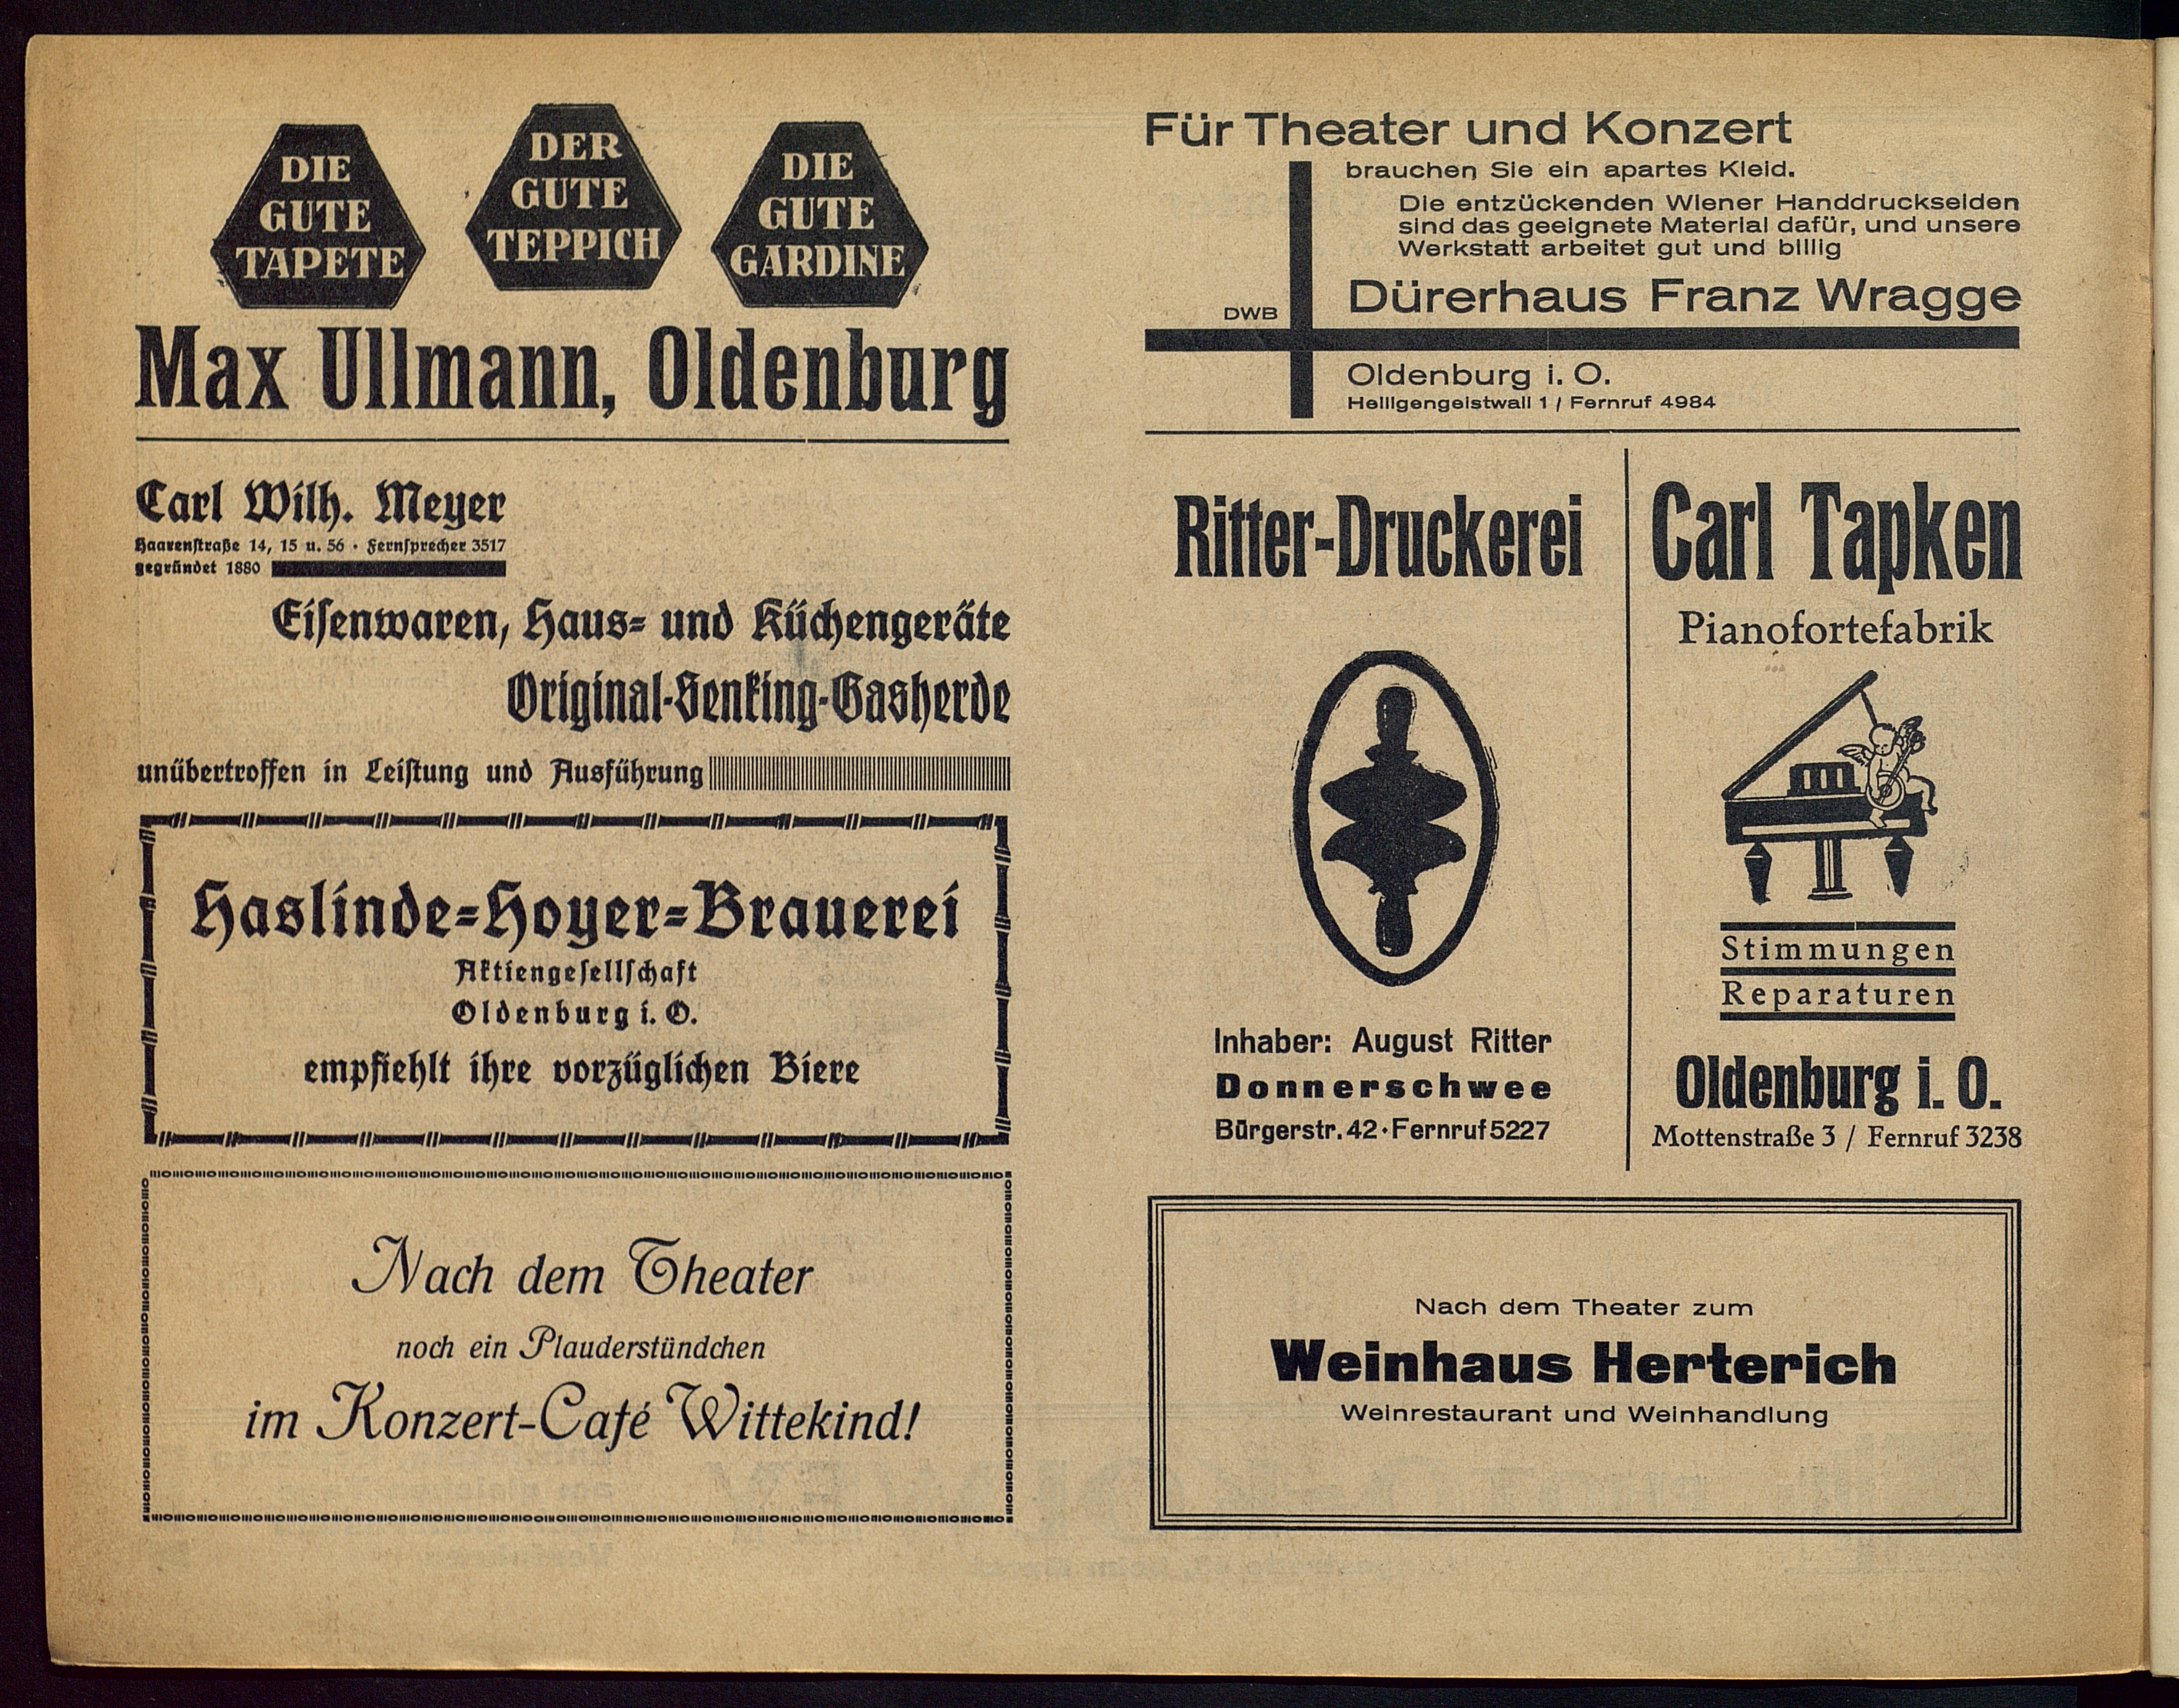 DIE
GUTE
TAPETE
DER
GUTE
TEPPICH
DIE
GUTE
GARDINE
Max Ullmann, Oldenburg
Carl Wilh. Meyer
Haarenstraße 14, 15 u. 56 · Fernsprecher 3517
gegründet 1880
Eisenwaren, Haus- und Küchengeräte
Original-Senking-Gasherde
unübertroffen in Leistung und Ausführung
Haslinde-Hoyer-Brauerei
Aktiengesellschaft
Oldenburg i. O.
empfiehlt ihre vorzüglichen Biere
Nach dem Theater
noch ein Plauderstündchen
im Konzert-Café Wittekind!
Für Theater und Konzert
brauchen Sie ein apartes Kleid.
Die entzückenden Wiener Handdruckseiden
sind das geeignete Material dafür, und unsere
Werkstatt arbeitet gut und billig
DWB
Dürerhaus Franz Wragge
Oldenburg i. O.
Heiligengeistwall 1 / Fernruf 4984
Ritter-Druckerei
Inhaber: August Ritter
Donnerschwee
Bürgerstr. 42 · Fernruf 5227
Carl Tapken
Pianofortefabrik
Stimmungen
Reparaturen
Oldenburg i. O.
Mottenstraße 3 / Fernruf 3238
Nach dem Theater zum
Weinhaus Herterich
Weinrestaurant und Weinhandlung